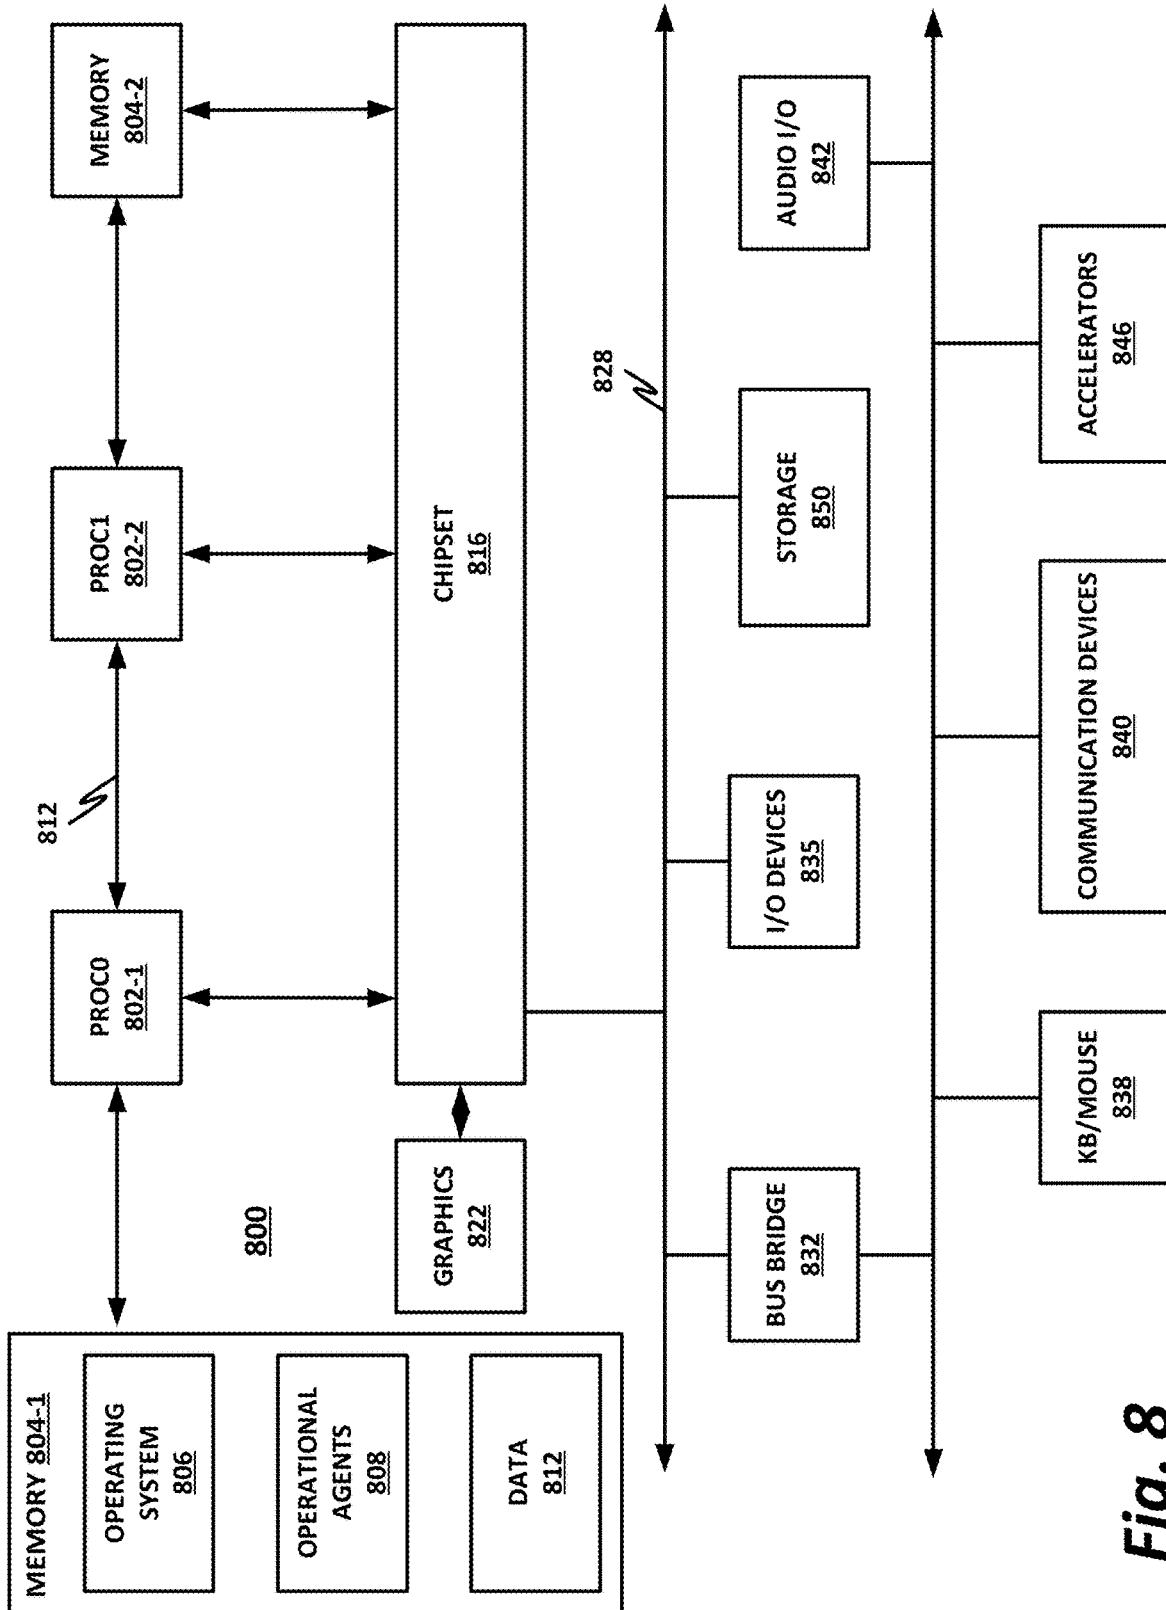 MEMORY 804-1
OPERATING
SYSTEM
806
OPERATIONAL
AGENTS
808
DATA
812
800
PROC0
802-1
812
PROC1
802-2
MEMORY
804-2
GRAPHICS
822
CHIPSET
816
828
BUS BRIDGE
832
I/O DEVICES
835
STORAGE
850
AUDIO I/O
842
KB/MOUSE
838
COMMUNICATION DEVICES
840
ACCELERATORS
846
Fig. 8